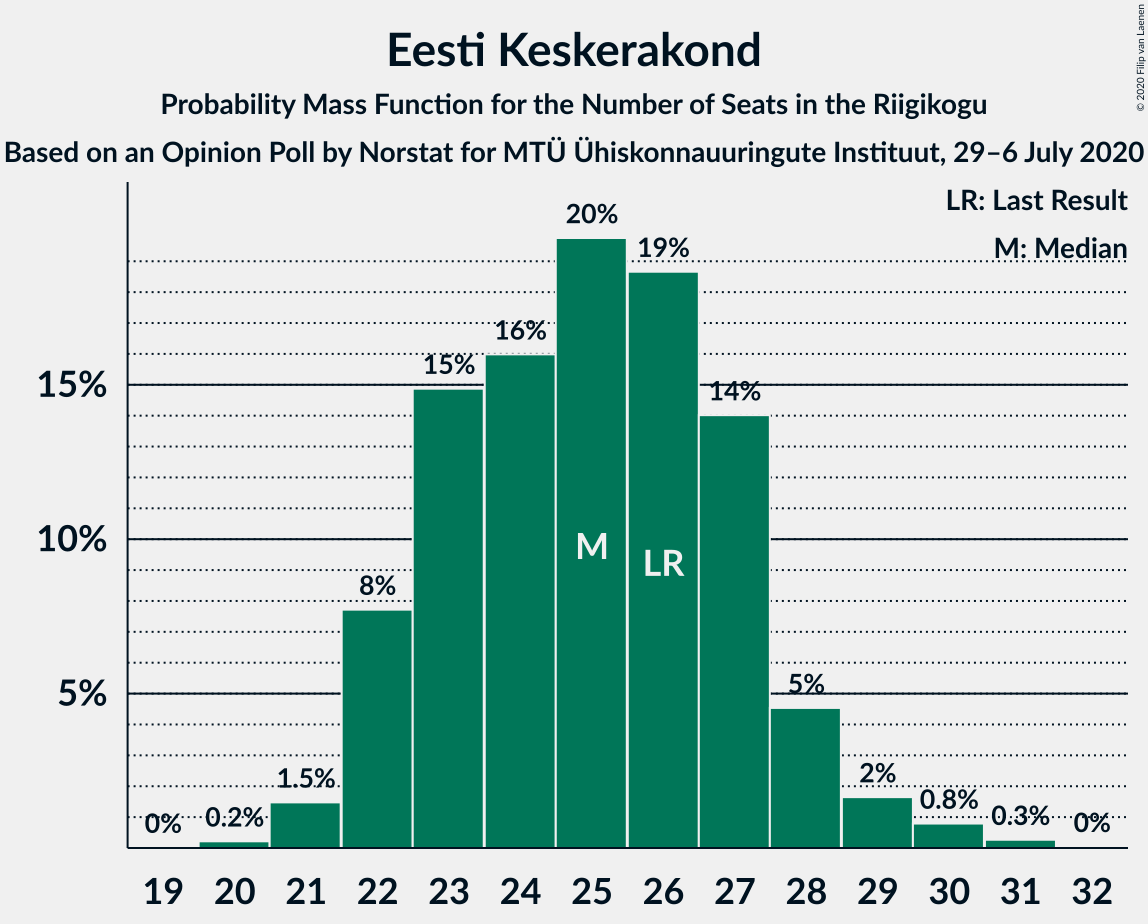 Eesti Keskerakond
Probability Mass Function for the Number of Seats in the Riigikogu
Based on an Opinion Poll by Norstat for MTÜ Ühiskonnauuringute Instituut, 29–6 July 2020
© 2020 Filip van Laenen
LR: Last Result
M: Median
20%
19%
16%
15%
15%
14%
M
LR
10%
8%
5%
5%
2%
1.5%
0.8%
0.3%
0.2%
0%
0%
19 20 21 22 23 24 25 26 27 28 29 30 31 32